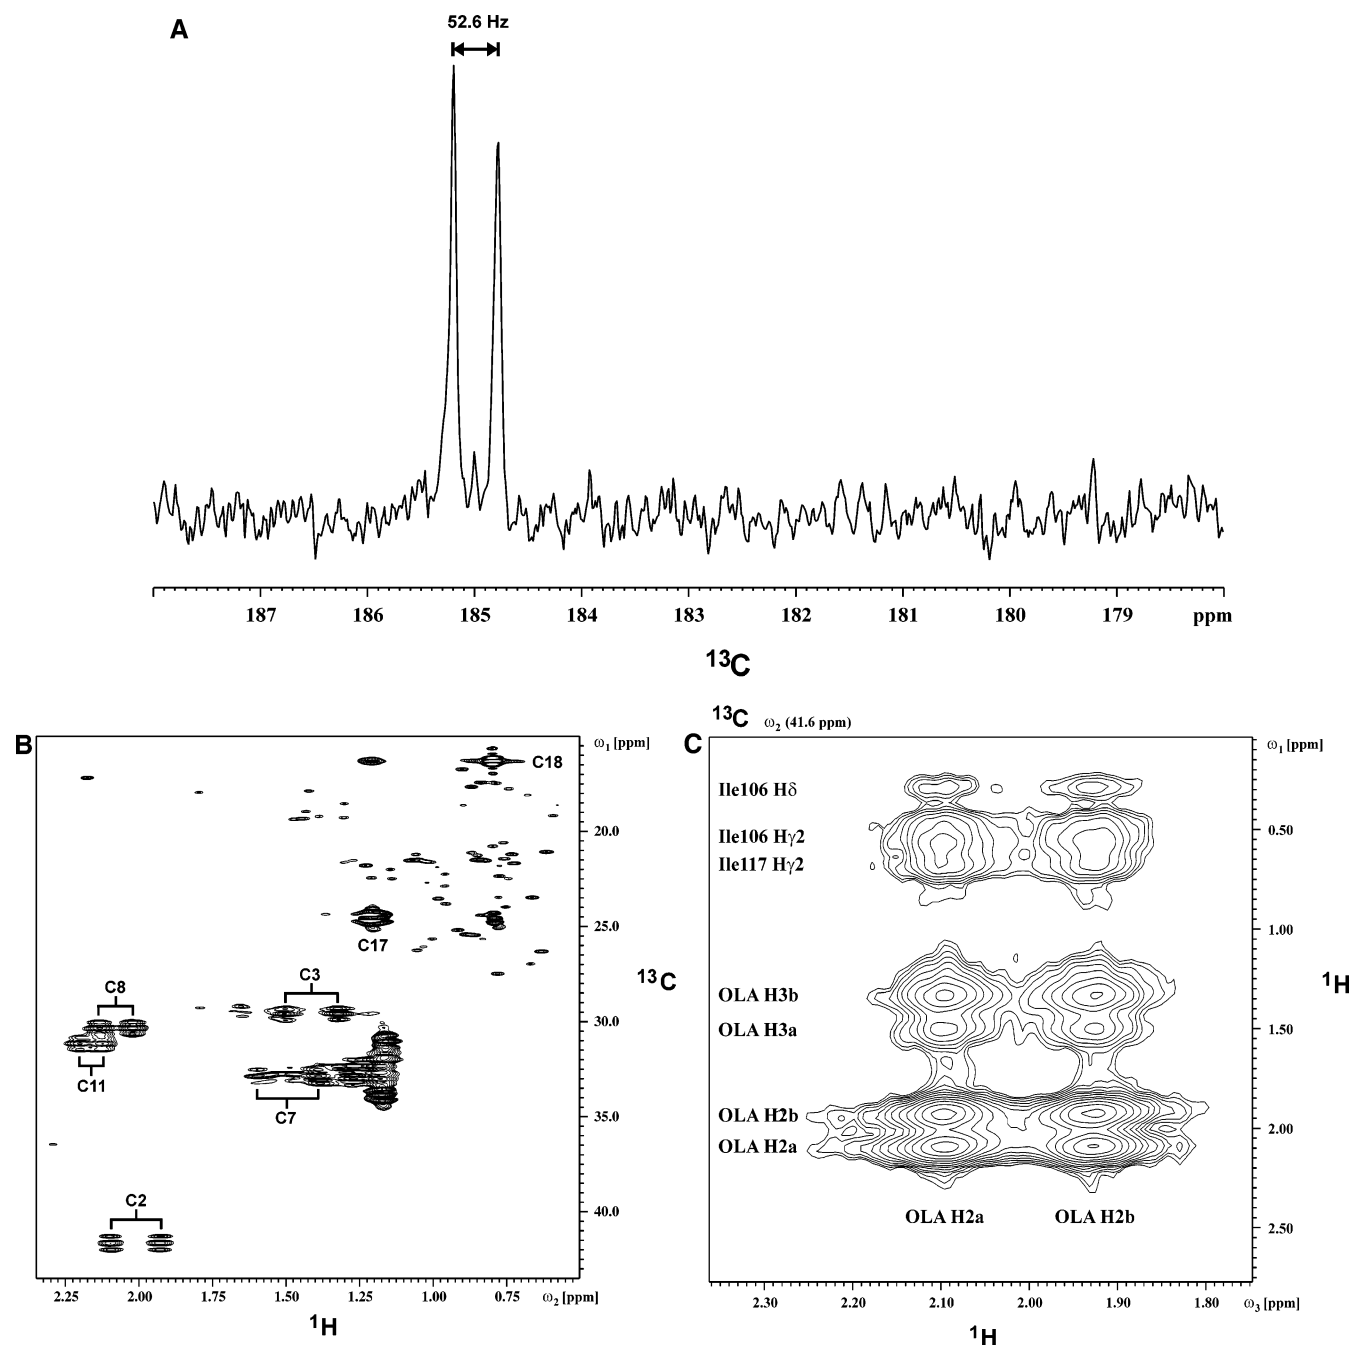 A
52.6 Hz
187 186 185 184 183 182 181 180 179 ppm
¹³C
B
ω₁ [ppm]
C18
20.0
C17
25.0
C3
C8
30.0
C11
C7
35.0
C2
40.0
2.25 2.00 1.75 1.50 1.25 1.00 0.75 ω₂ [ppm]
¹H
¹³C
¹³C ω₂ (41.6 ppm)
C
ω₁ [ppm]
Ile106 Hδ
0.50
Ile106 Hγ2
Ile117 Hγ2
1.00
OLA H3b
OLA H3a
1.50
OLA H2b
2.00
OLA H2a
OLA H2a OLA H2b
2.50
2.30 2.20 2.10 2.00 1.90 1.80 ω₃ [ppm]
¹H
¹H